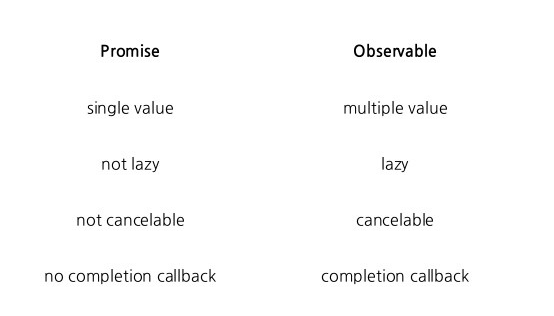 Promise Observable
single value multiple value
not lazy lazy
not cancelable cancelable
no completion callback completion callback